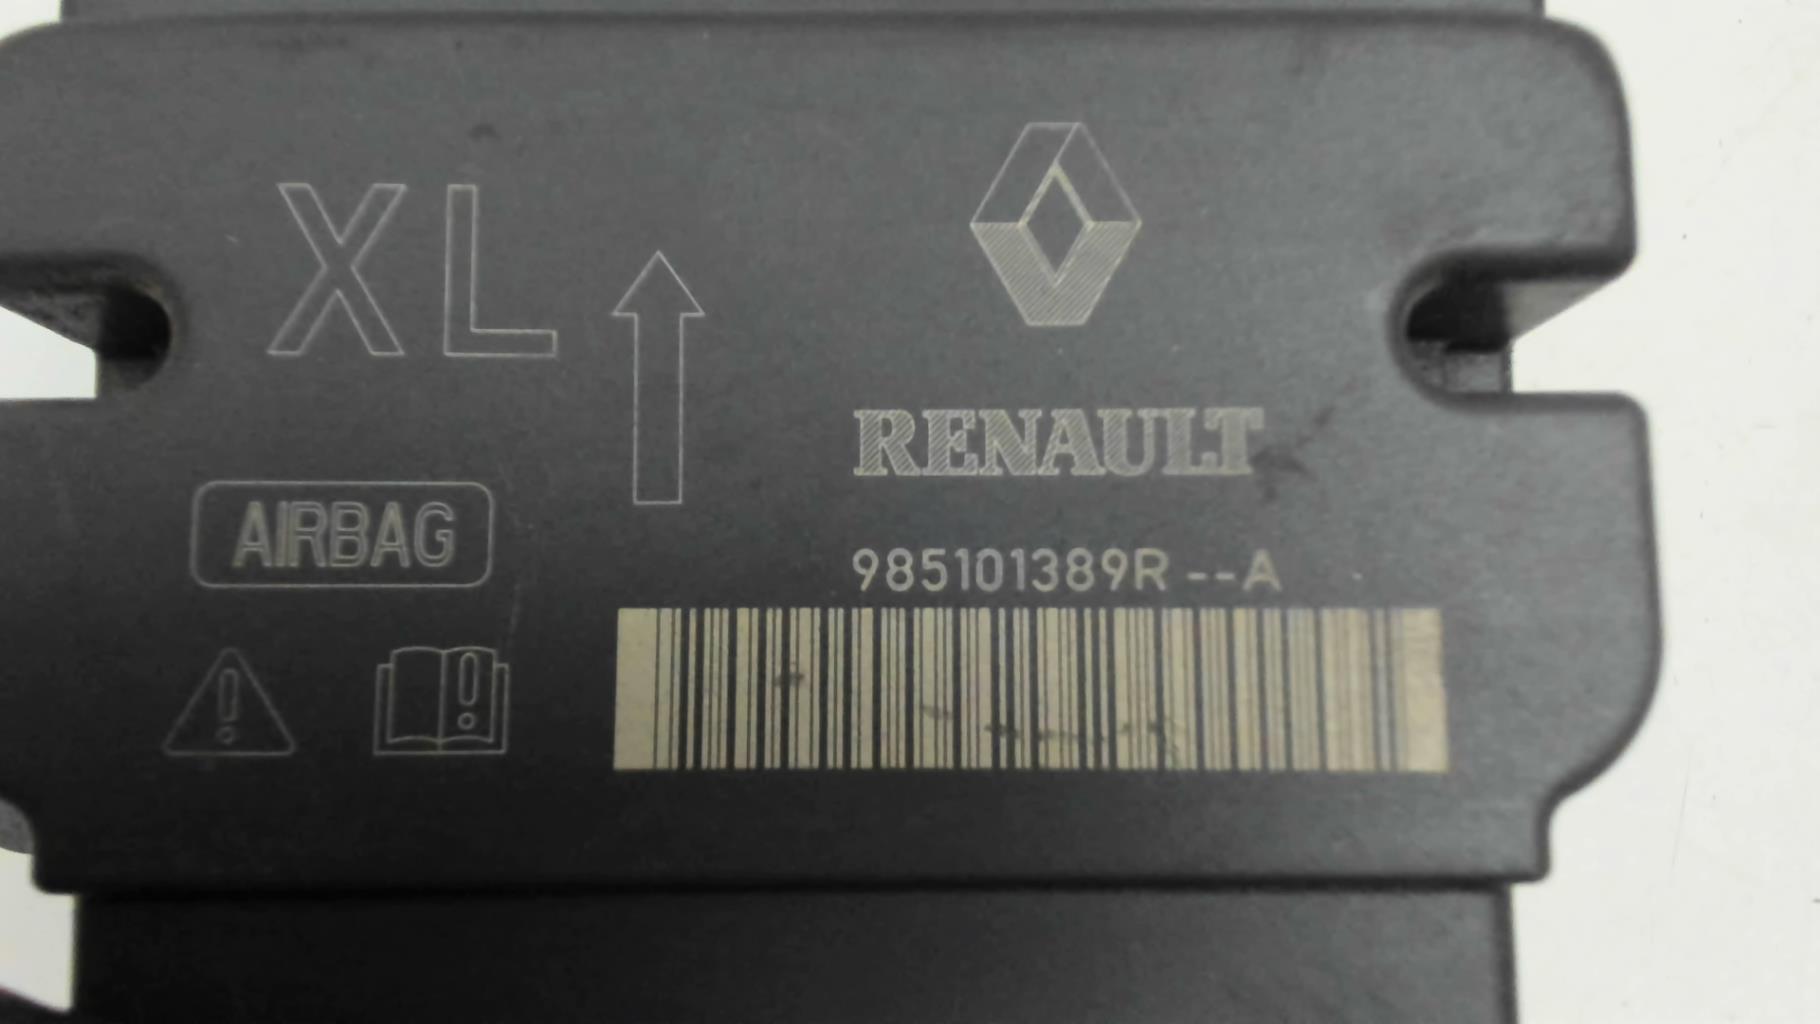 XL
RENAULT
AIRBAG
985101389R --A